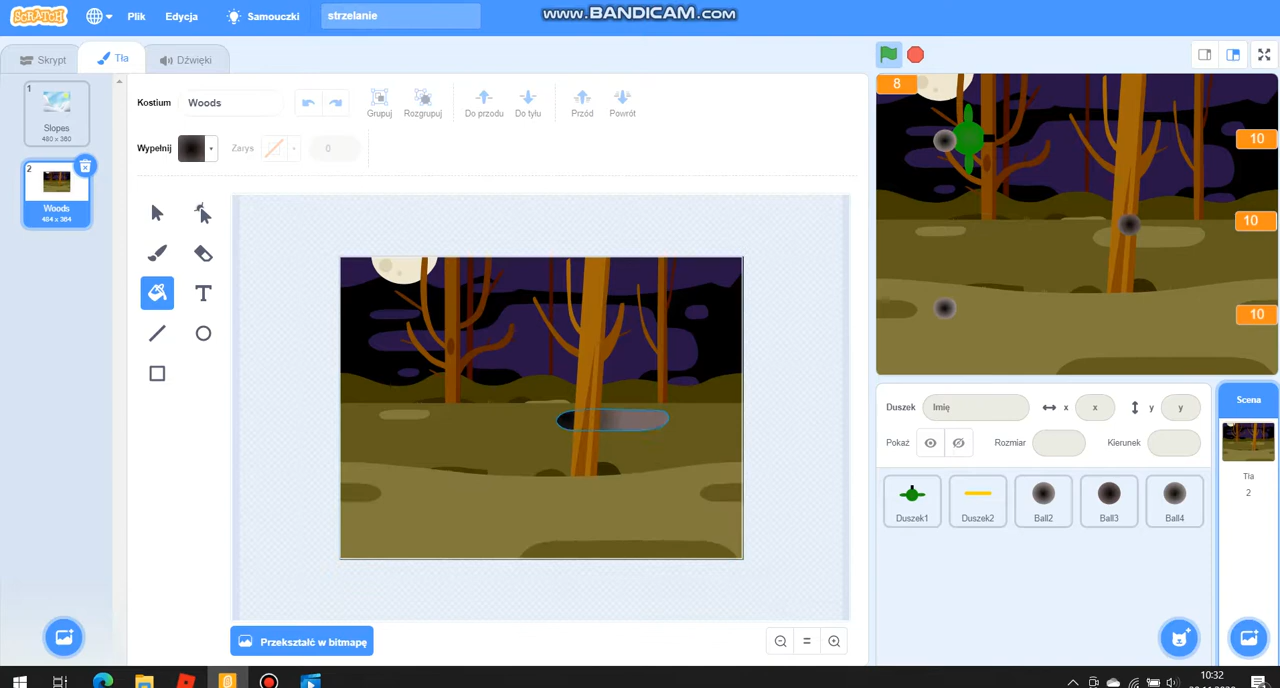 SCRATCH
Plik
Edycja
Samouczki
strzelanie
www.BANDICAM.com
Skrypt
Tła
Dźwięki
1
Slopes
480 x 360
2
Woods
484 x 364
Kostium
Woods
Grupuj
Rozgrupuj
Do przodu
Do tyłu
Przód
Powrót
Wypełnij
Zarys
0
8
10
10
10
Duszek
Imię
x
x
y
y
Pokaż
Rozmiar
Kierunek
Scena
Duszek1
Duszek2
Ball2
Ball3
Ball4
Tła
2
Przekształć w bitmapę
10:32